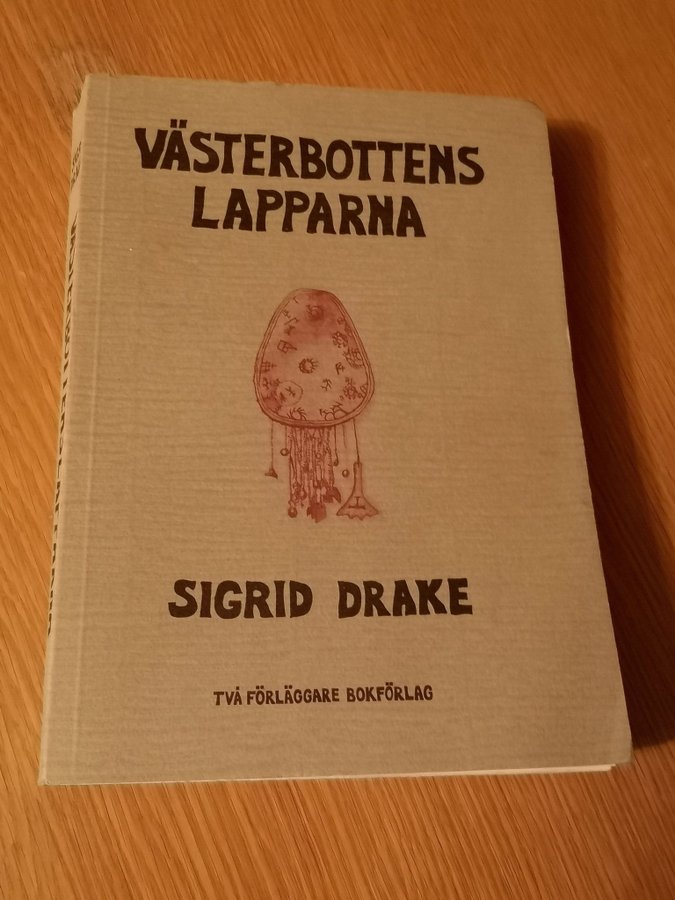 VÄSTERBOTTENS
LAPPARNA
SIGRID DRAKE
TVÅ FÖRLÄGGARE BOKFÖRLAG